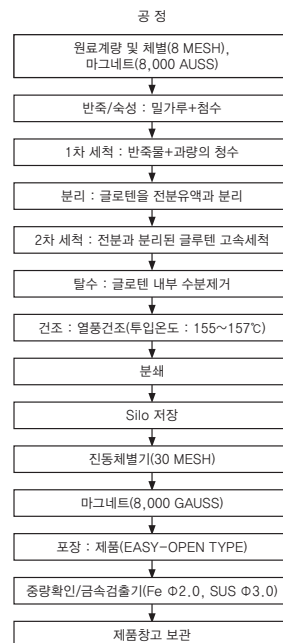 공 정
원료계량 및 체별(8 MESH),
마그네트(8,000 AUSS)
반죽/숙성 : 밀가루+첨수
1차 세척 : 반죽물+과량의 청수
분리 : 글로텐을 전분유액과 분리
2차 세척 : 전분과 분리된 글루텐 고속세척
탈수 : 글로텐 내부 수분제거
건조 : 열풍건조(투입온도 : 155~157℃)
분쇄
Silo 저장
진동체별기(30 MESH)
마그네트(8,000 GAUSS)
포장 : 제품(EASY-OPEN TYPE)
중량확인/금속검출기(Fe Φ2.0, SUS Φ3.0)
제품창고 보관